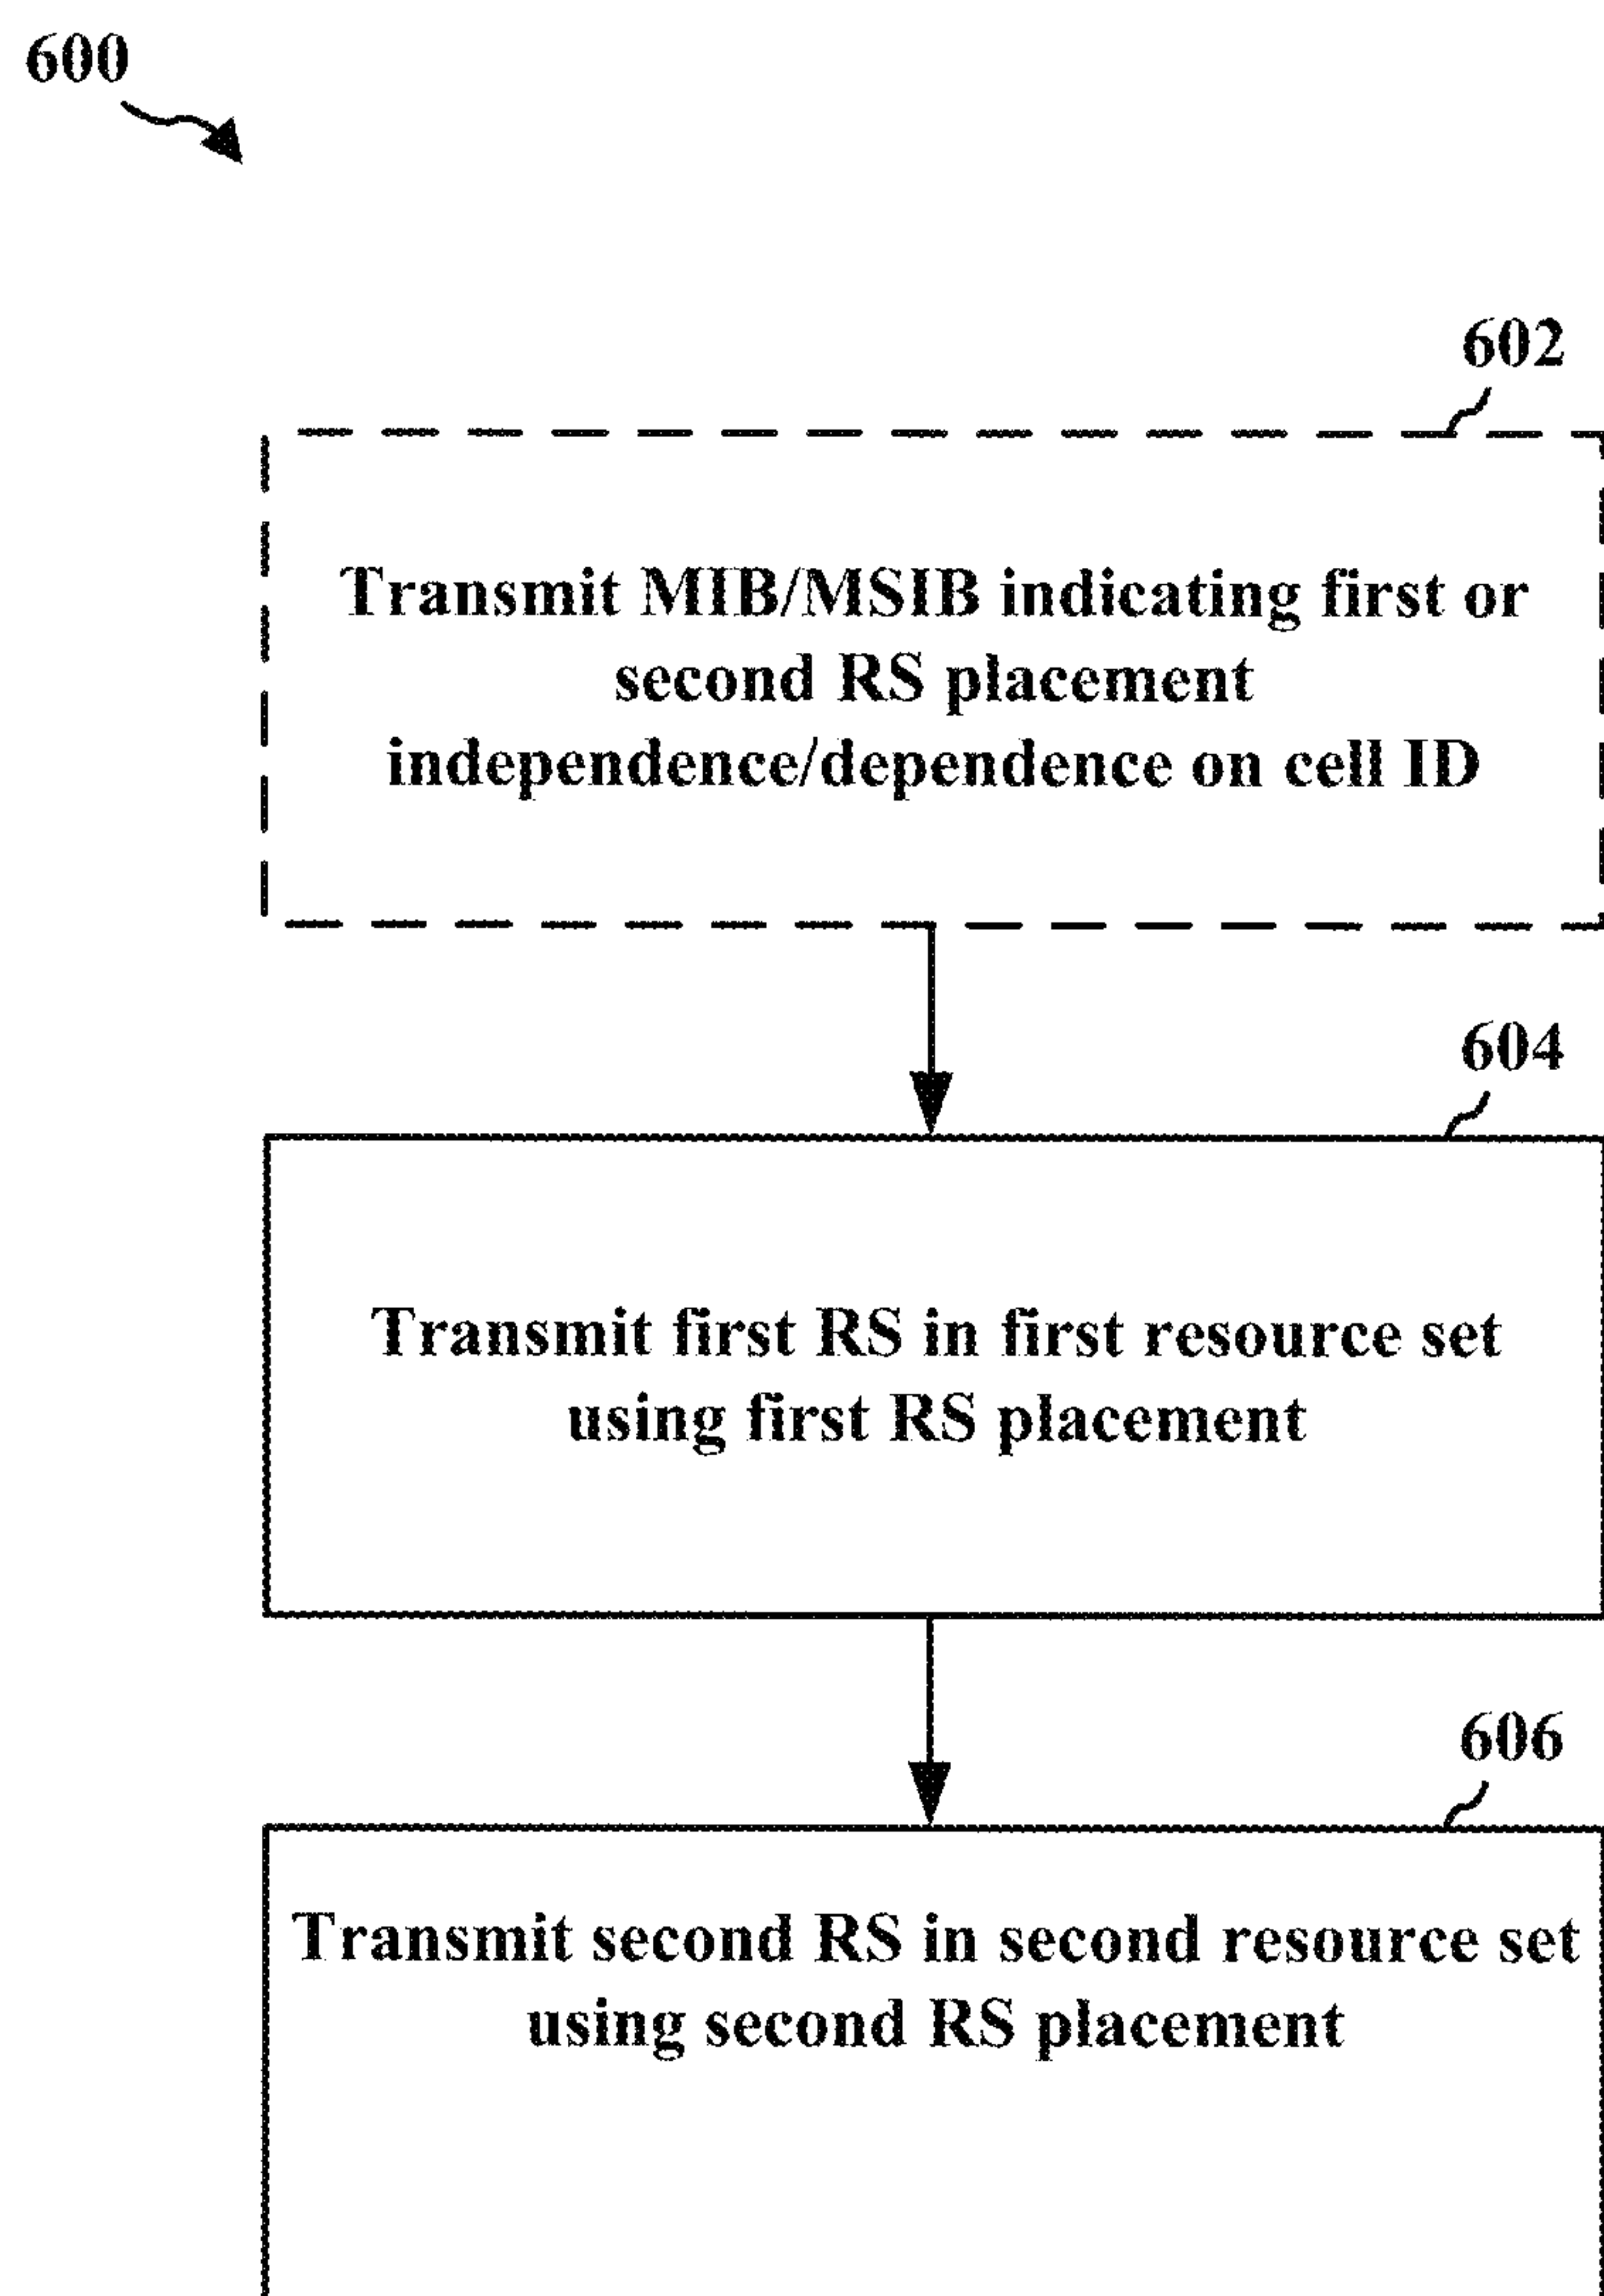 600
602
Transmit MIB/MSIB indicating first or
second RS placement
independence/dependence on cell ID
604
Transmit first RS in first resource set
using first RS placement
606
Transmit second RS in second resource set
using second RS placement